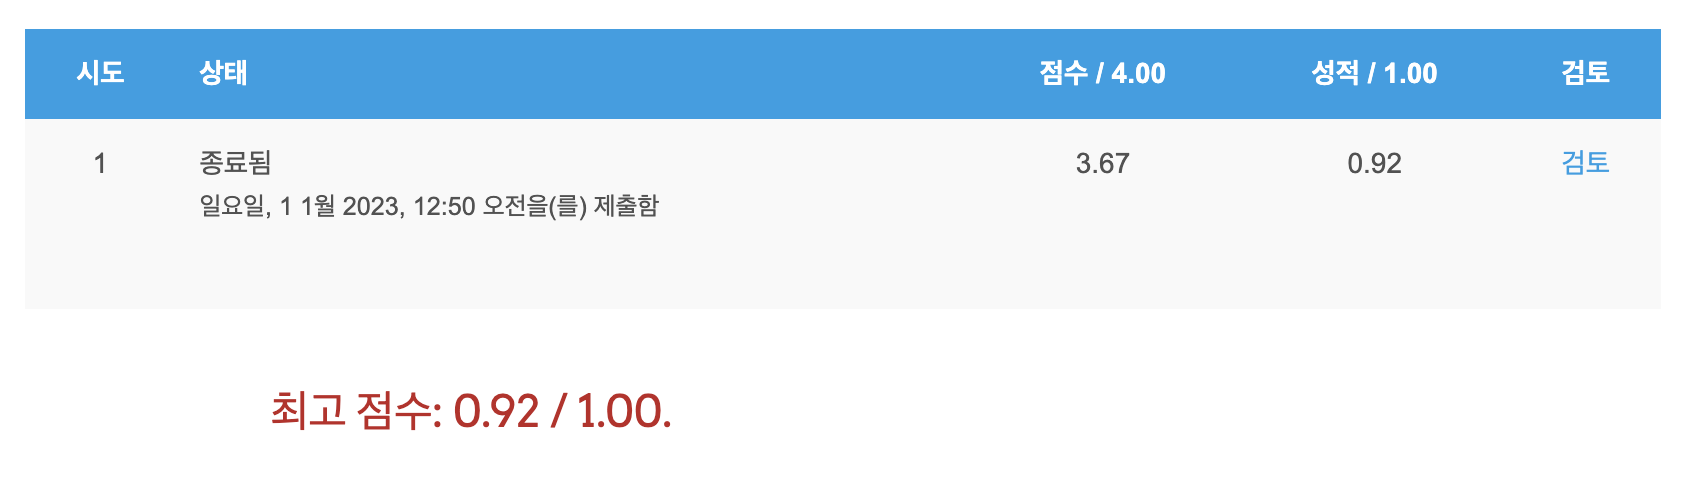 시도 상태 점수 / 4.00 성적 / 1.00 검토
1 종료됨 3.67 0.92 검토
일요일, 1 1월 2023, 12:50 오전을(를) 제출함
최고 점수: 0.92 / 1.00.